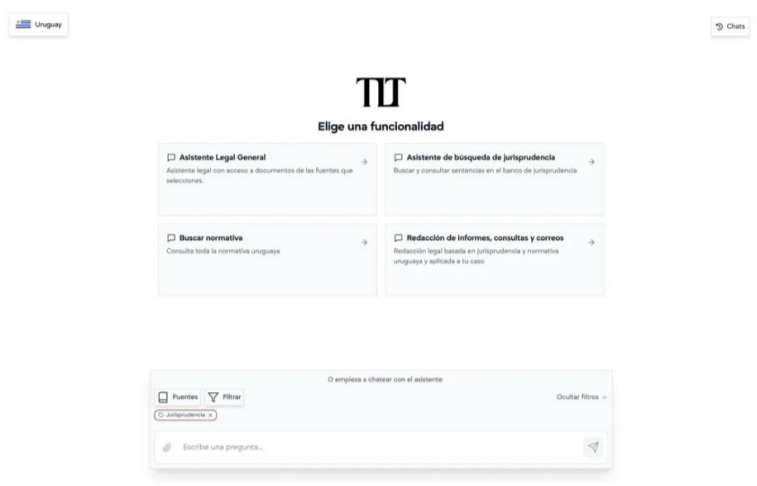 Uruguay
Chats
TLT
Elige una funcionalidad
Asistente Legal General
Asistente legal con acceso a documentos de las fuentes que
selecciones.
Asistente de búsqueda de jurisprudencia
Buscar y consultar sentencias en el banco de jurisprudencia
Buscar normativa
Consulta toda la normativa uruguaya
Redacción de informes, consultas y correos
Redacción legal basada en jurisprudencia y normativa
uruguaya y aplicada a tu caso
O empieza a chatear con el asistente
Fuentes
Filtrar
Ocultar filtros
Jurisprudencia
Escribe una pregunta...